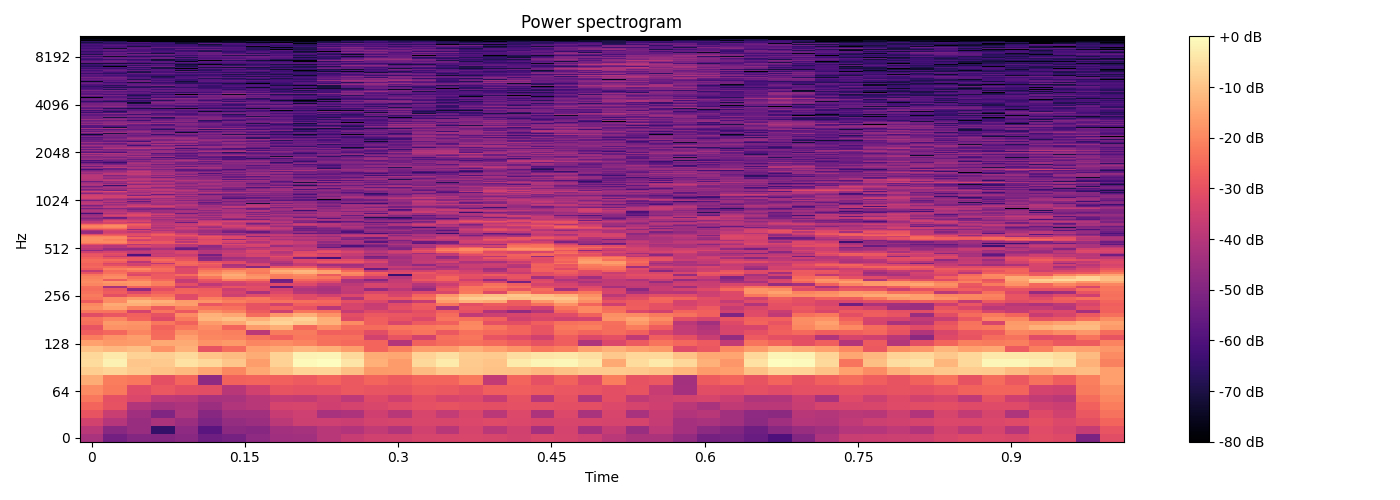 Power spectrogram
Hz
8192
4096
2048
1024
512
256
128
64
0
0 0.15 0.3 0.45 0.6 0.75 0.9
Time
+0 dB
-10 dB
-20 dB
-30 dB
-40 dB
-50 dB
-60 dB
-70 dB
-80 dB